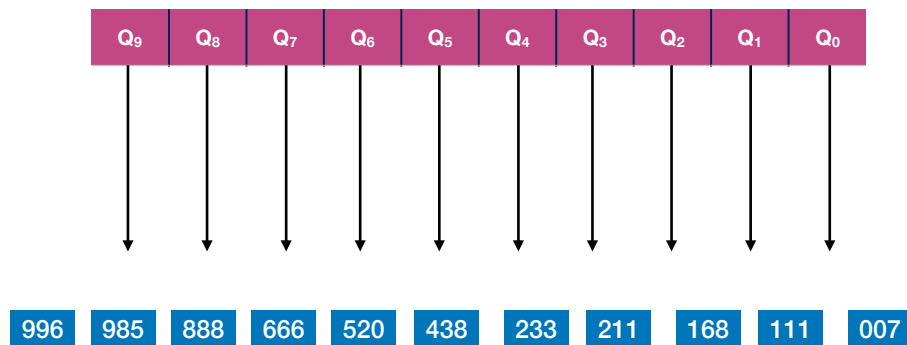 Q₉ Q₈ Q₇ Q₆ Q₅ Q₄ Q₃ Q₂ Q₁ Q₀
996 985 888 666 520 438 233 211 168 111 007